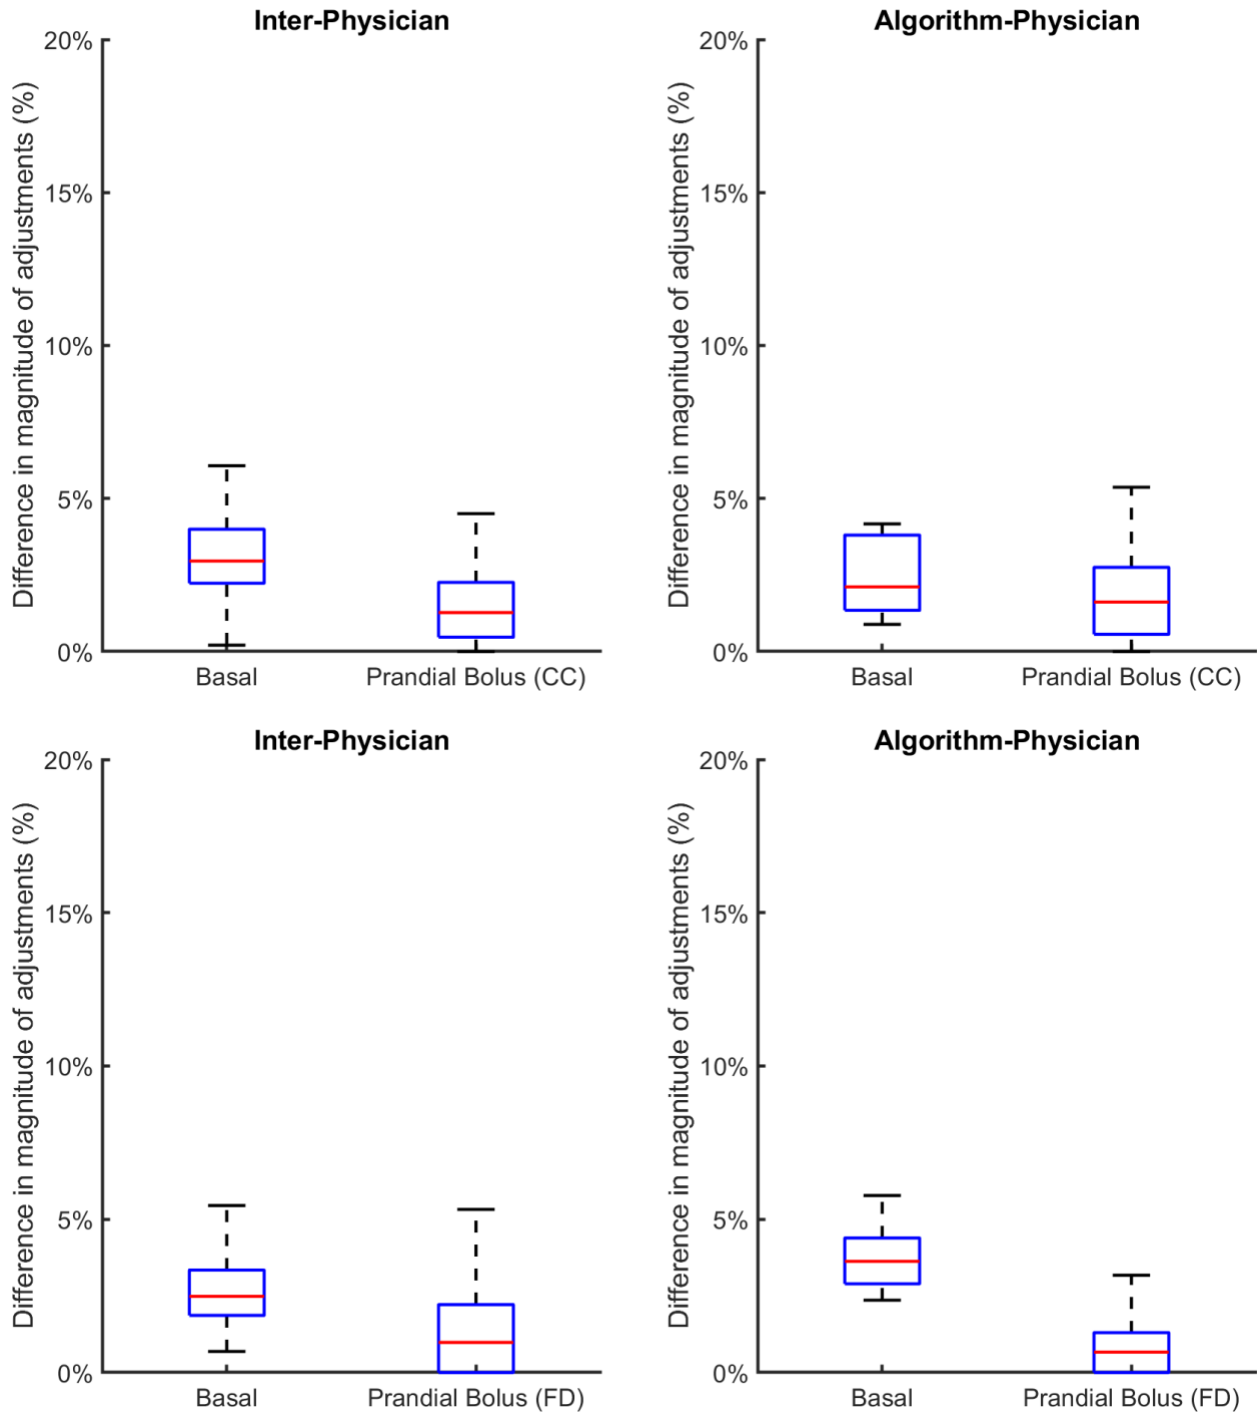 Inter-Physician
Difference in magnitude of adjustments (%)
20%
15%
10%
5%
0%
Basal
Prandial Bolus (CC)
Algorithm-Physician
Difference in magnitude of adjustments (%)
20%
15%
10%
5%
0%
Basal
Prandial Bolus (CC)
Inter-Physician
Difference in magnitude of adjustments (%)
20%
15%
10%
5%
0%
Basal
Prandial Bolus (FD)
Algorithm-Physician
Difference in magnitude of adjustments (%)
20%
15%
10%
5%
0%
Basal
Prandial Bolus (FD)